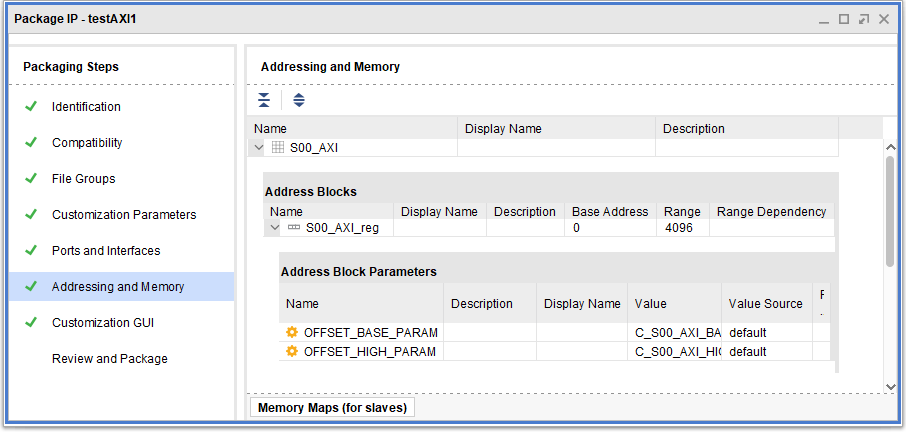 Package IP - testAXI1
Packaging Steps
Identification
Compatibility
File Groups
Customization Parameters
Ports and Interfaces
Addressing and Memory
Customization GUI
Review and Package
Addressing and Memory
Name Display Name Description
S00_AXI
Address Blocks
Name Display Name Description Base Address Range Range Dependency
S00_AXI_reg 0 4096
Address Block Parameters
Name Description Display Name Value Value Source
OFFSET_BASE_PARAM C_S00_AXI_BA default
OFFSET_HIGH_PARAM C_S00_AXI_HI default
Memory Maps (for slaves)